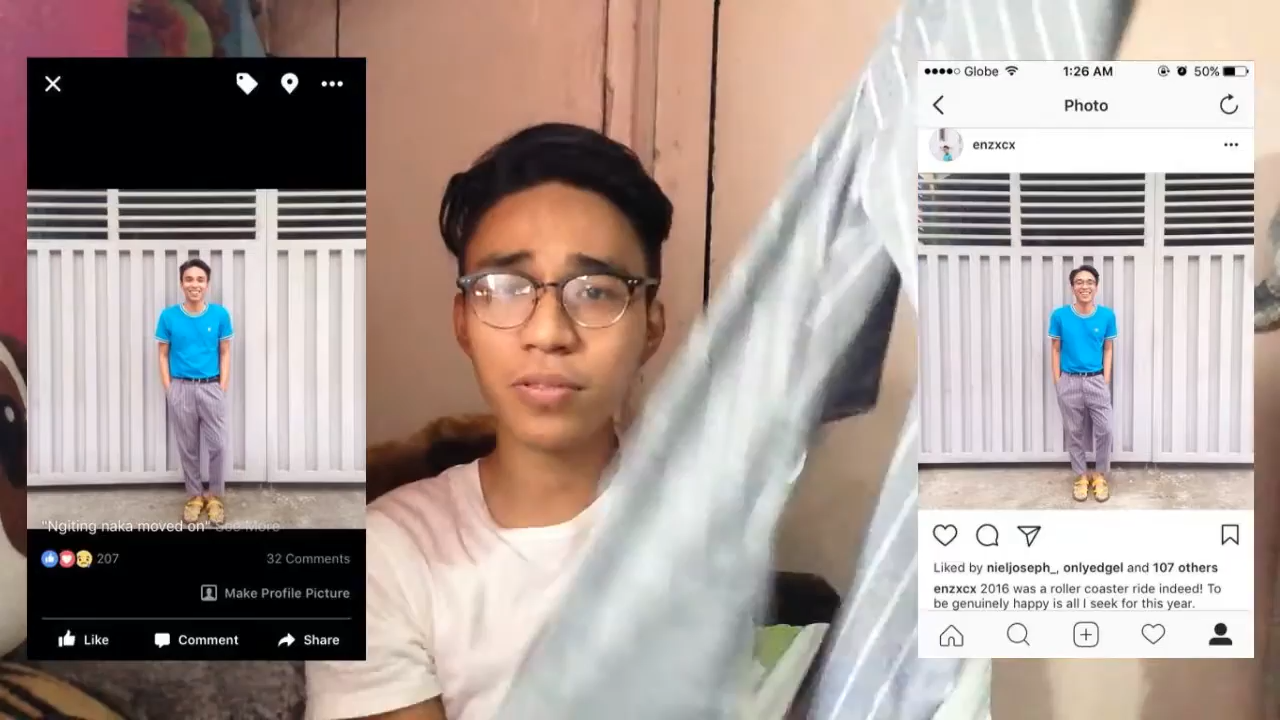 "Ngiting naka moved on" See More
207
32 Comments
Make Profile Picture
Like
Comment
Share
Globe
1:26 AM
50%
Photo
enzxcx
Liked by nieljoseph_, onlyedgel and 107 others
enzxcx 2016 was a roller coaster ride indeed! To
be genuinely happy is all I seek for this year.